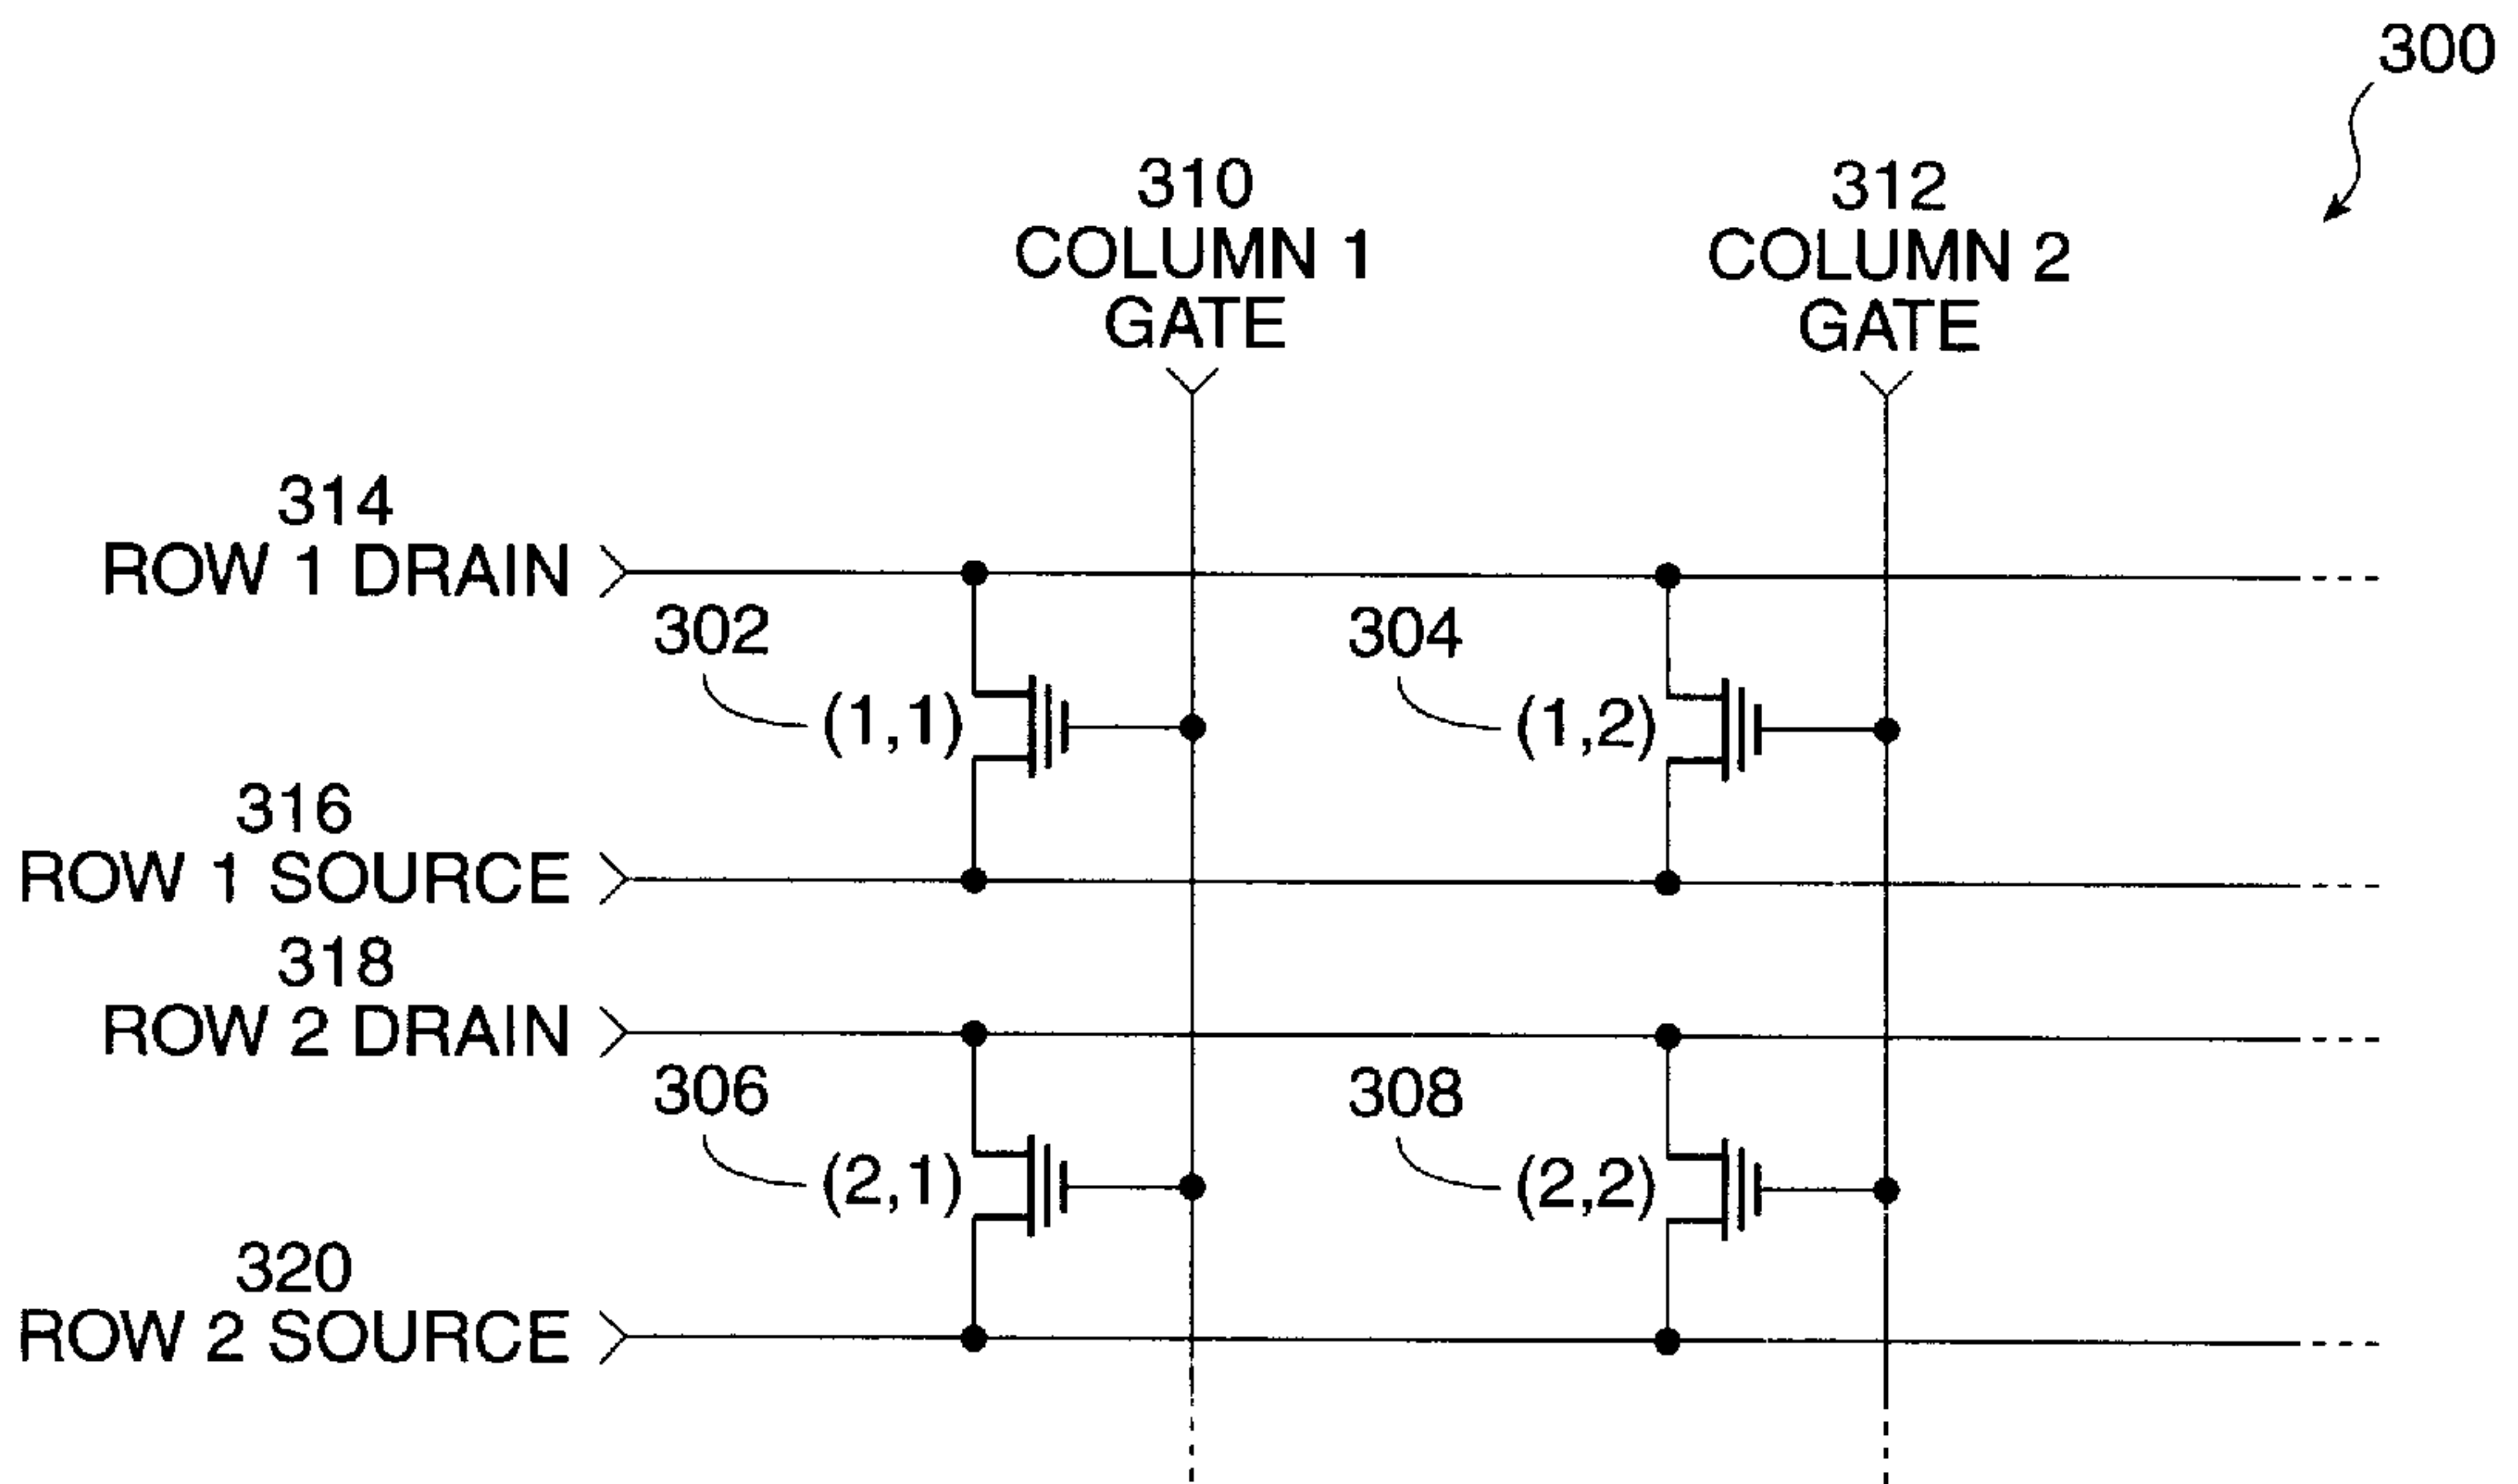 300
310
COLUMN 1
GATE
312
COLUMN 2
GATE
314
ROW 1 DRAIN
302
(1,1)
304
(1,2)
316
ROW 1 SOURCE
318
ROW 2 DRAIN
306
(2,1)
308
(2,2)
320
ROW 2 SOURCE